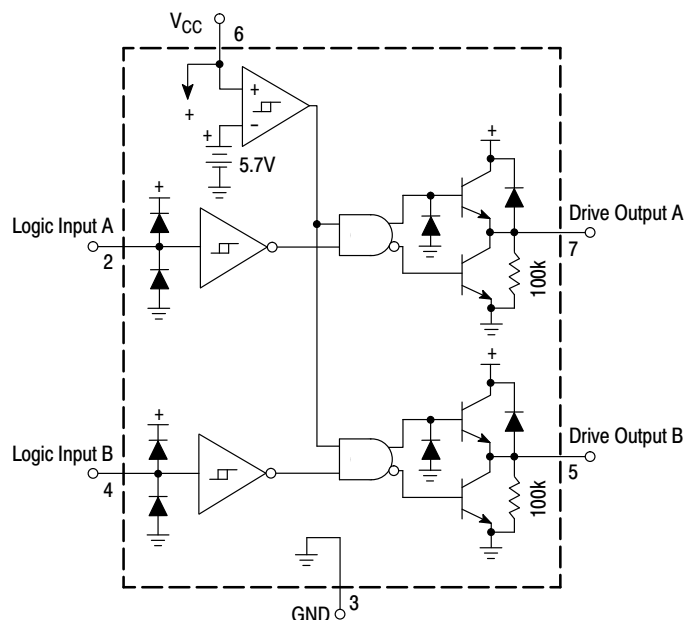 VCC
6
+
+
−
+
5.7V
+
+
Logic Input A
2
Drive Output A
7
100k
+
+
Logic Input B
4
Drive Output B
5
100k
3
GND